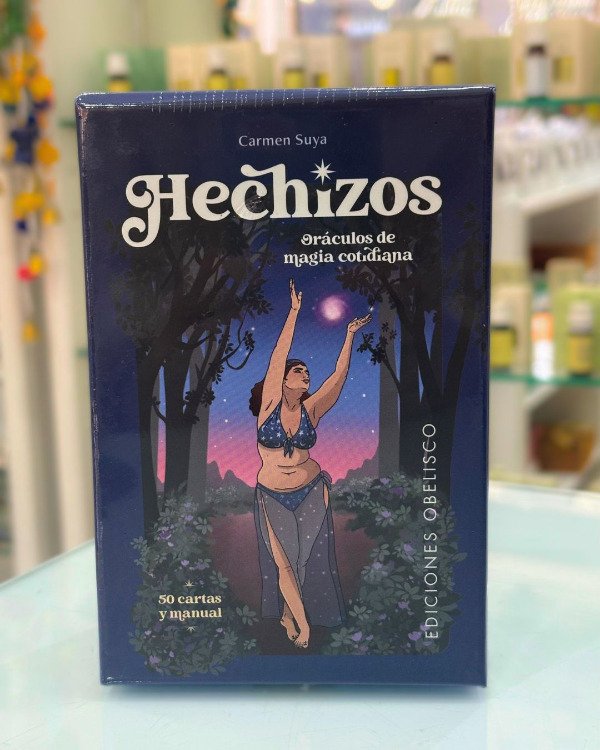 Carmen Suya
Hechizos
Oráculos de
magia cotidiana
EDICIONES OBELISCO
50 cartas
y manual